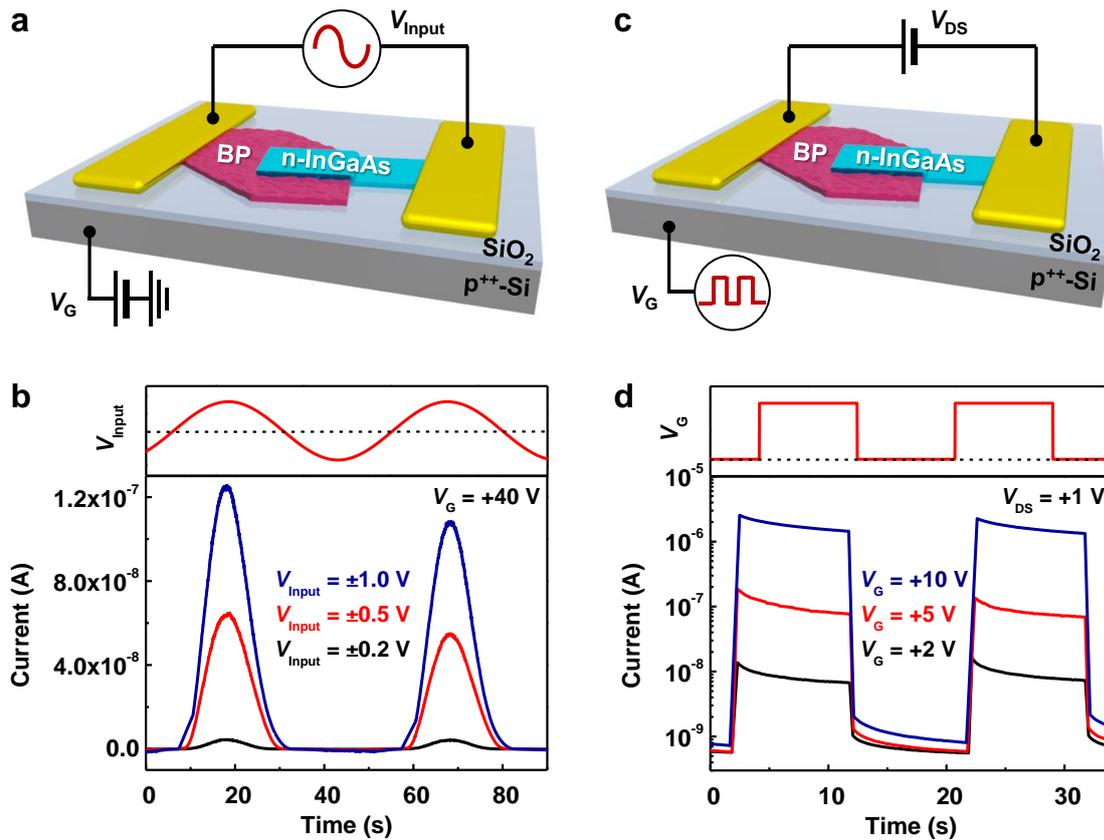 a
V_Input
BP
n-InGaAs
SiO₂
p⁺⁺-Si
V_G
c
V_DS
BP
n-InGaAs
SiO₂
p⁺⁺-Si
V_G
b
V_Input
V_G = +40 V
1.2x10⁻⁷
8.0x10⁻⁸
4.0x10⁻⁸
0.0
V_Input = ±1.0 V
V_Input = ±0.5 V
V_Input = ±0.2 V
Current (A)
0 20 40 60 80
Time (s)
d
V_G
V_DS = +1 V
10⁻⁵
10⁻⁶
10⁻⁷
10⁻⁸
10⁻⁹
V_G = +10 V
V_G = +5 V
V_G = +2 V
Current (A)
0 10 20 30
Time (s)